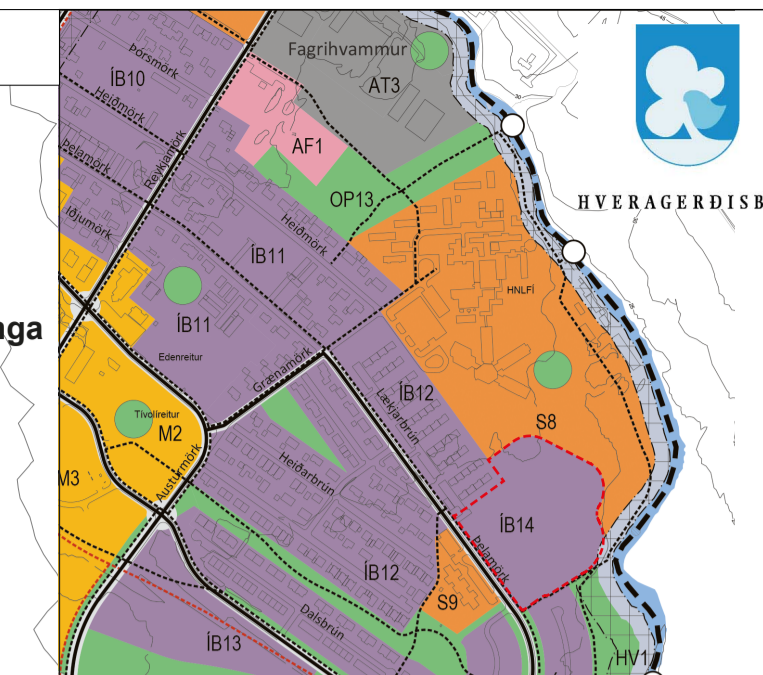 Fagrihvammur
AT3
Þórsmörk
ÍB10
Heiðmörk
Reykjamörk
AF1
Þelamörk
OP13
HVERAGERÐISB
Iðjumörk
Heiðmörk
ÍB11
HNLFÍ
ÍB11
aga
Edenreitur
Grænamörk
ÍB12
Lækjarbrún
Tívolíreitur
M2
S8
Heiðarbrún
M3
Austurmörk
ÍB14
Þelamörk
ÍB12
S9
Dalsbrún
ÍB13
HV1